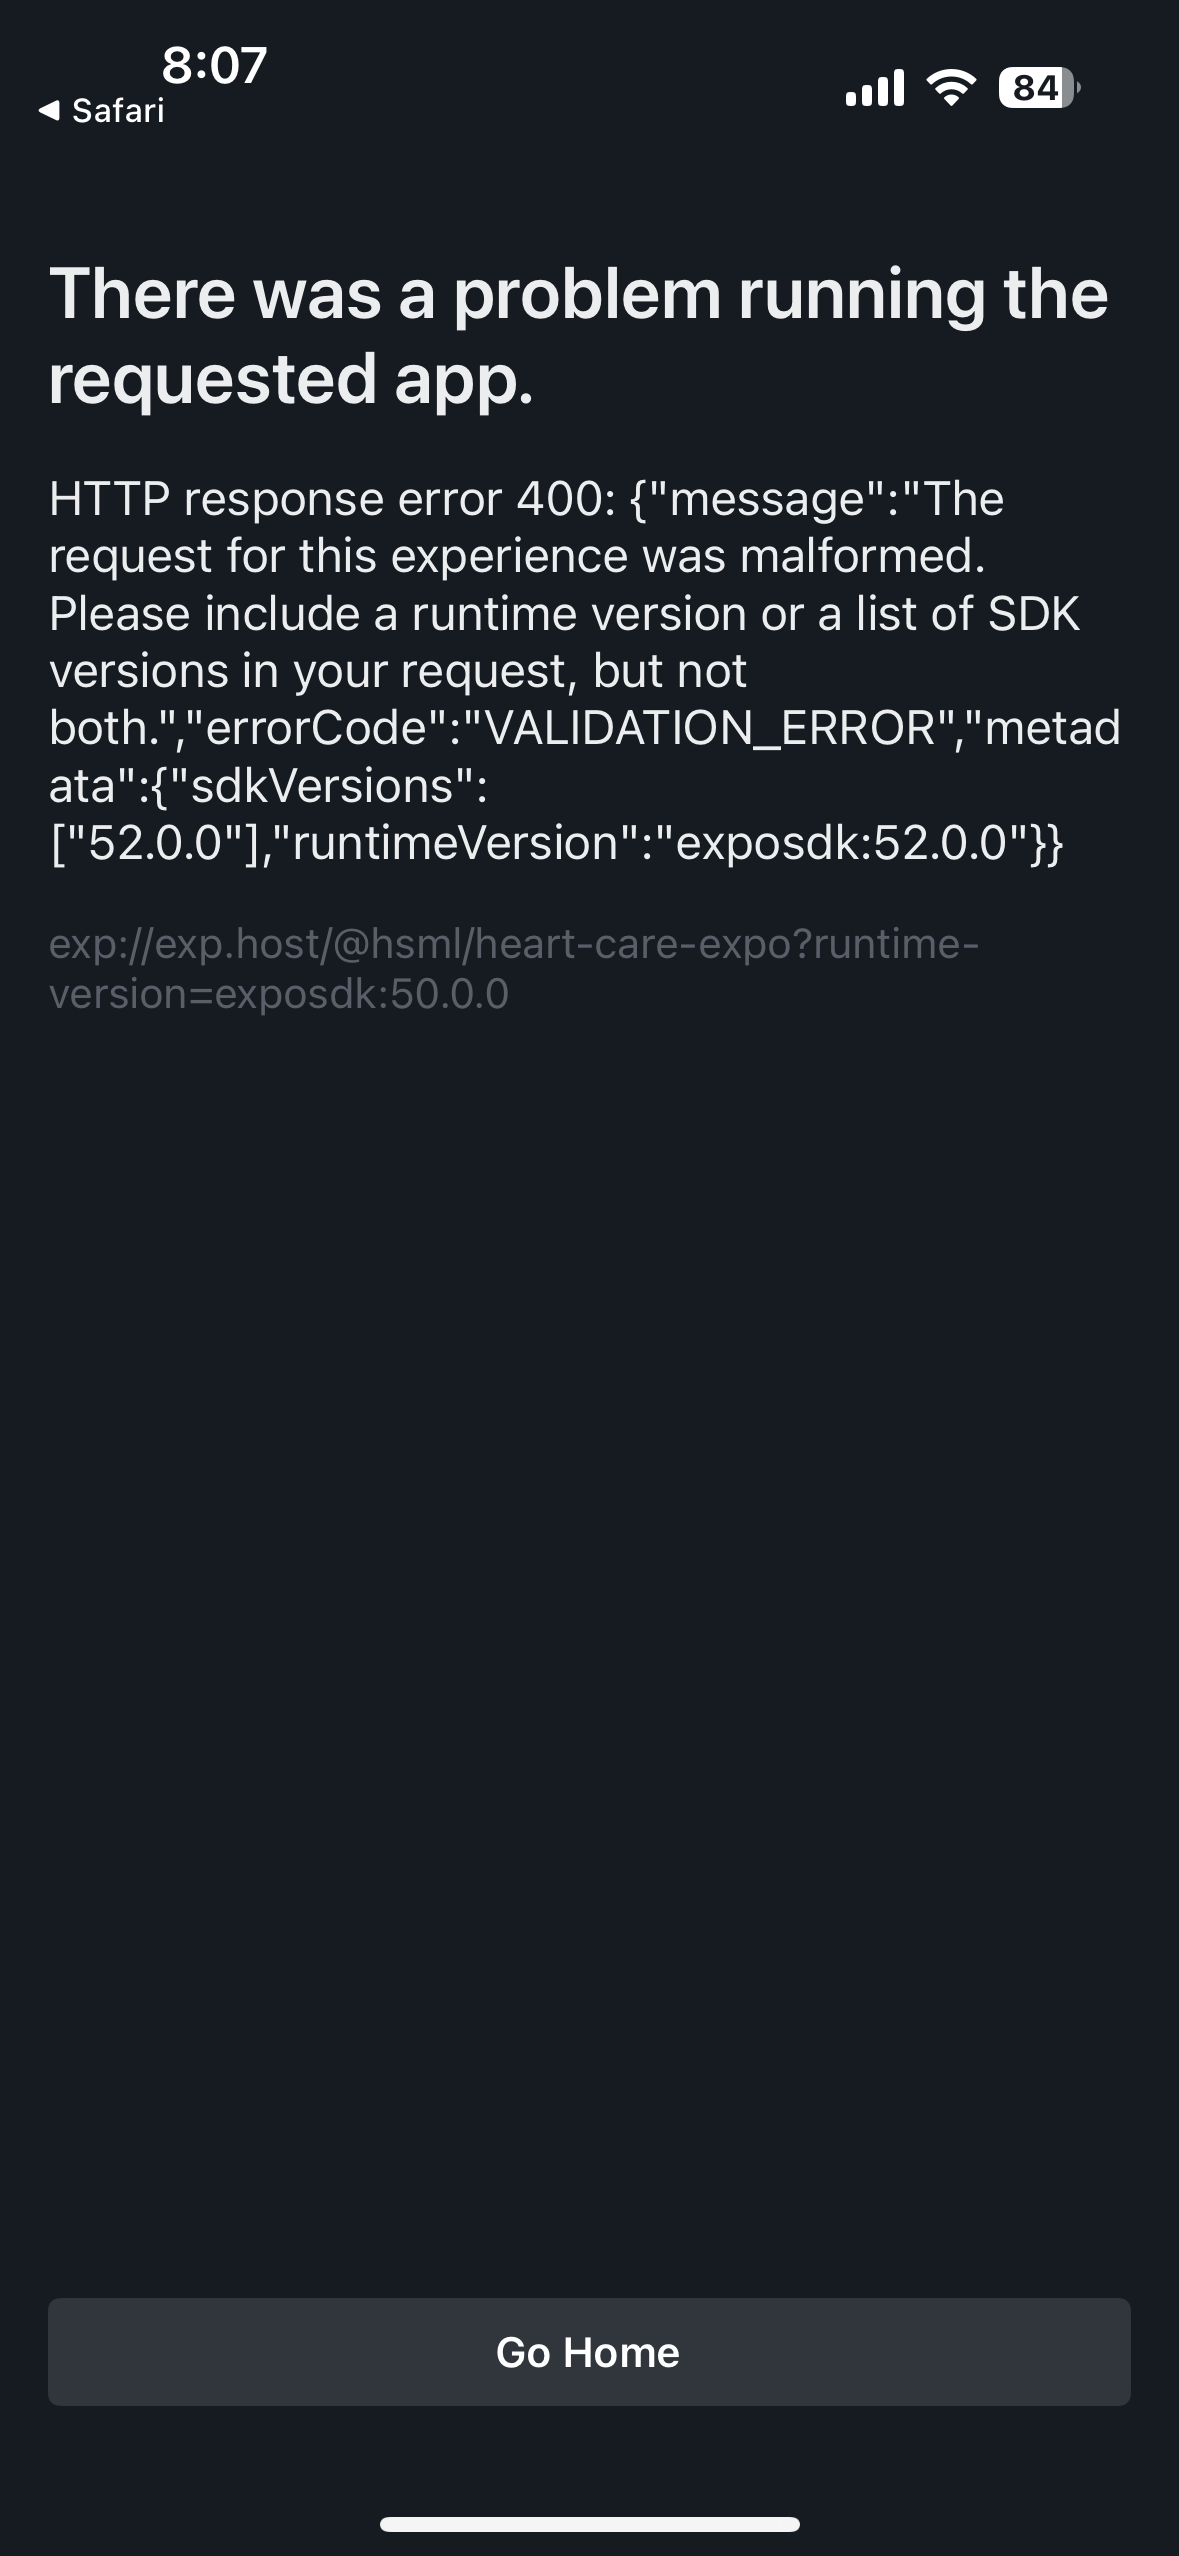 8:07
◀ Safari
84
There was a problem running the
requested app.
HTTP response error 400: {"message":"The
request for this experience was malformed.
Please include a runtime version or a list of SDK
versions in your request, but not
both.","errorCode":"VALIDATION_ERROR","metad
ata":{"sdkVersions":
["52.0.0"],"runtimeVersion":"exposdk:52.0.0"}}
exp://exp.host/@hsml/heart-care-expo?runtime-
version=exposdk:50.0.0
Go Home